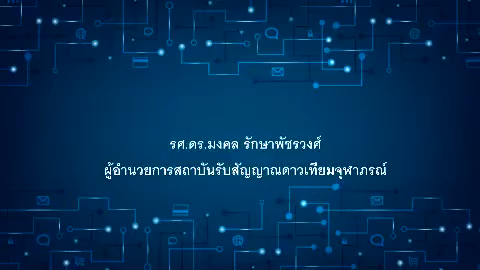 รศ.ดร.มงคล รักษาพัชรวงศ์
ผู้อำนวยการสถาบันรับสัญญาณดาวเทียมจุฬาภรณ์